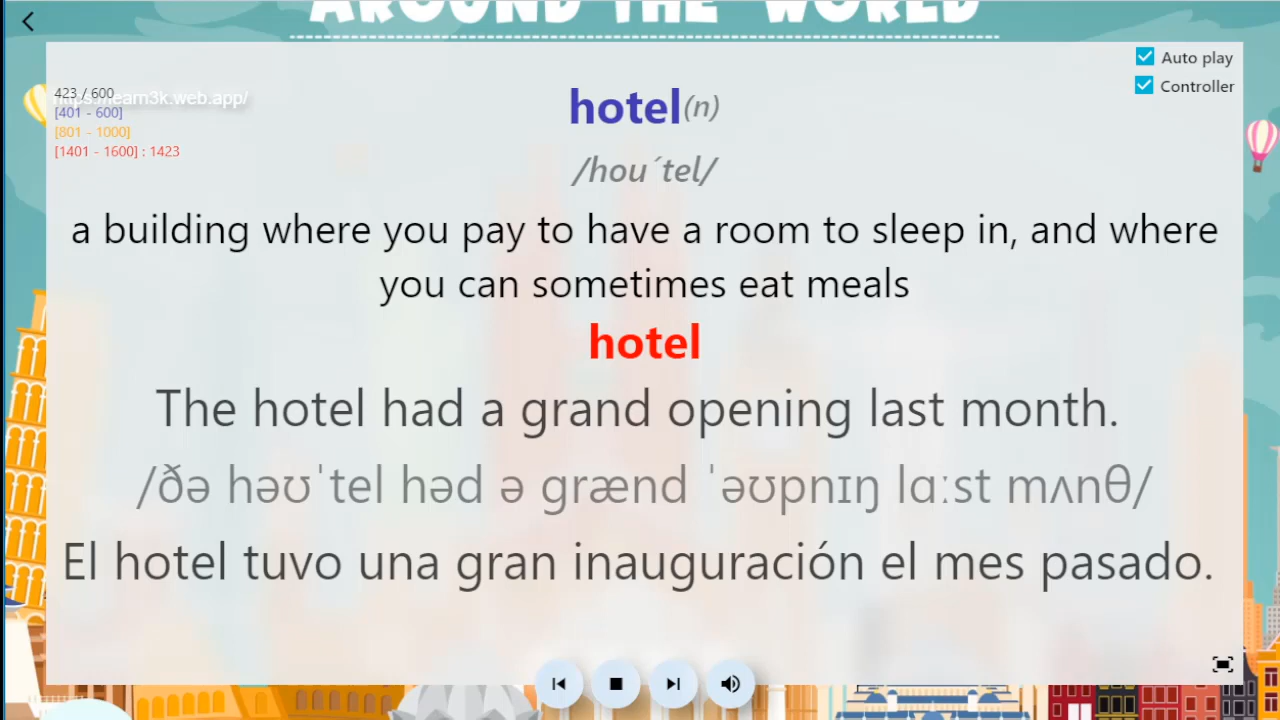 AROUND THE WORLD
Auto play
Controller
423 / 600
https://learn3k.web.app/
[401 - 600]
[801 - 1000]
[1401 - 1600] : 1423
hotel(n)
/hou´tel/
a building where you pay to have a room to sleep in, and where
you can sometimes eat meals
hotel
The hotel had a grand opening last month.
/ðə həʊˈtel həd ə grænd ˈəʊpnɪŋ lɑːst mʌnθ/
El hotel tuvo una gran inauguración el mes pasado.